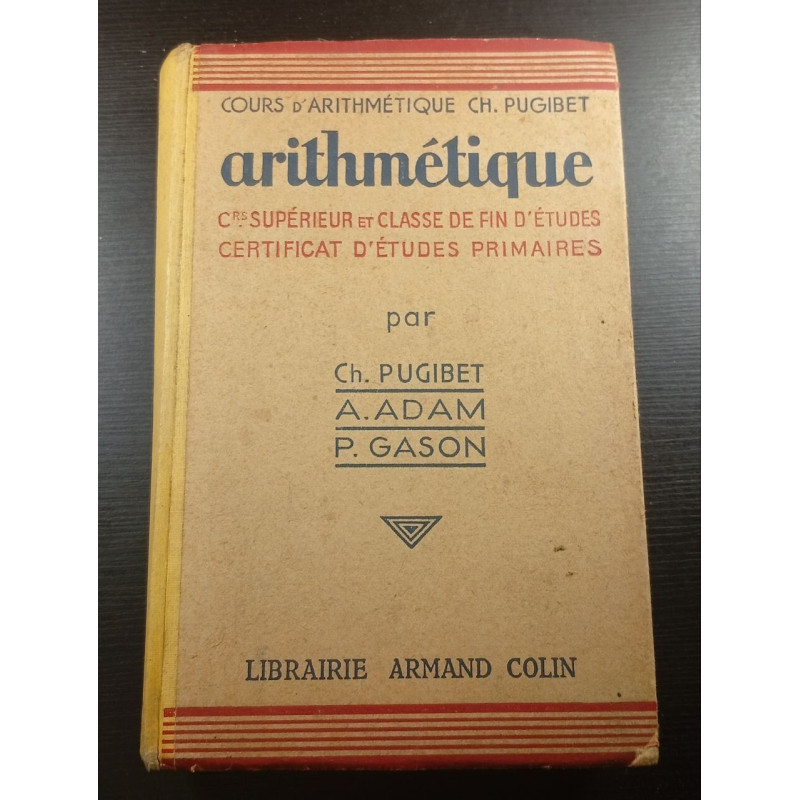 COURS D'ARITHMÉTIQUE CH. PUGIBET
arithmétique
CRS SUPÉRIEUR ET CLASSE DE FIN D'ÉTUDES
CERTIFICAT D'ÉTUDES PRIMAIRES
par
Ch. PUGIBET
A. ADAM
P. GASON
LIBRAIRIE ARMAND COLIN